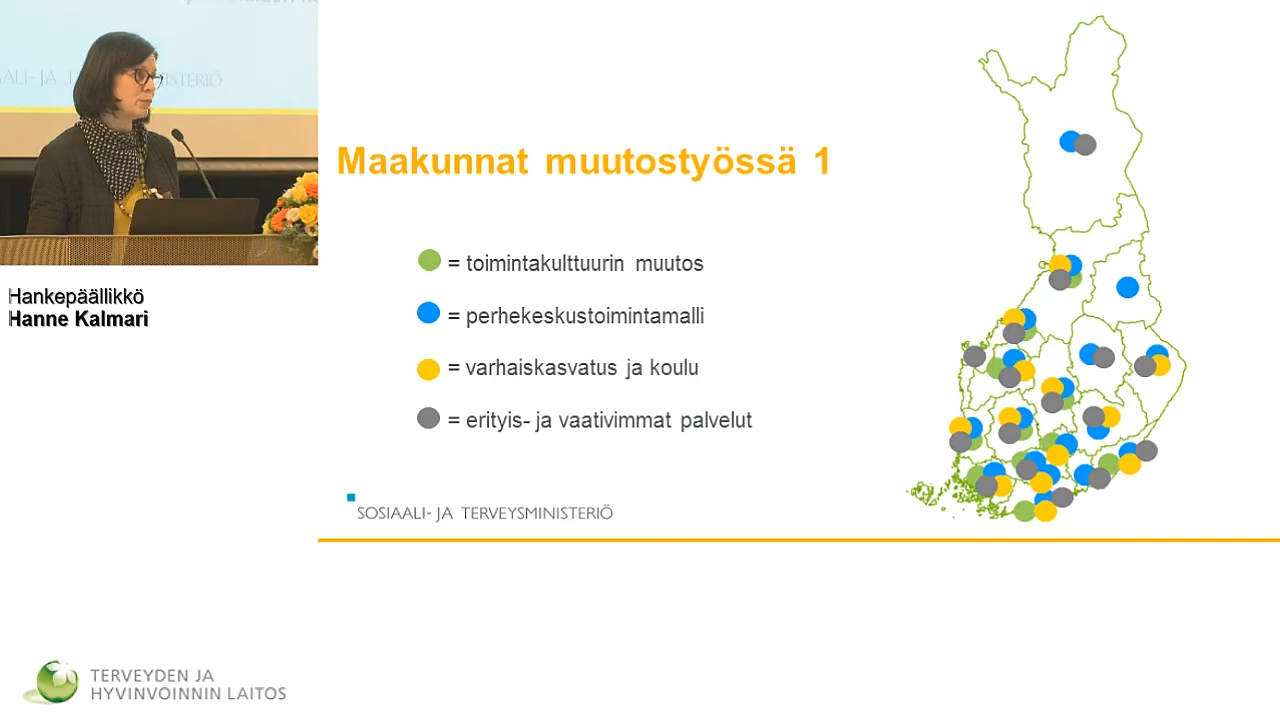 SOSIAALI- JA TERVEYSMINISTERIÖ
Hankepäällikkö
Hanne Kalmari
Maakunnat muutostyössä 1
= toimintakulttuurin muutos
= perhekeskustoimintamalli
= varhaiskasvatus ja koulu
= erityis- ja vaativimmat palvelut
TERVEYDEN JA
HYVINVOINNIN LAITOS